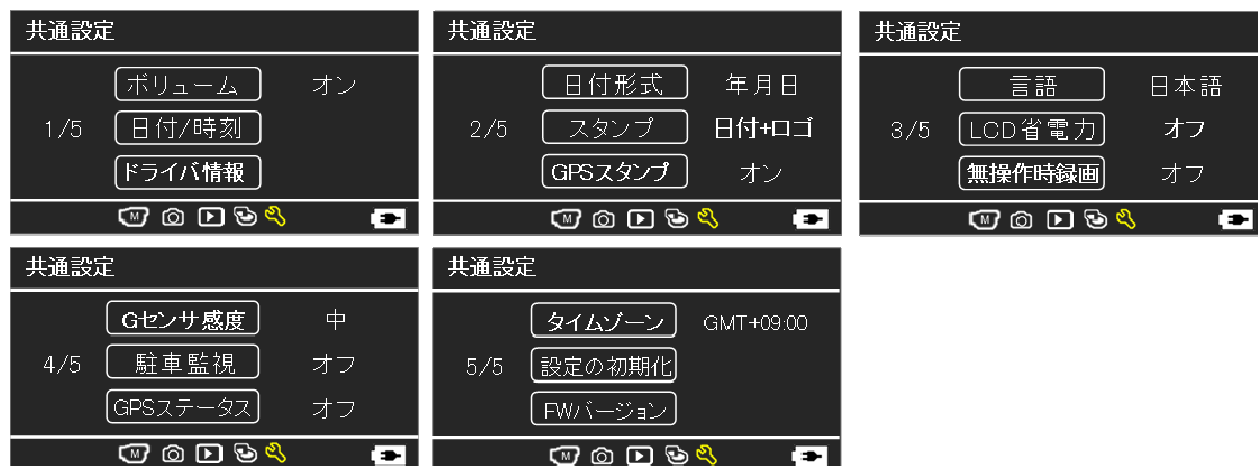 共通設定
ボリューム オン
1/5 日付/時刻
ドライバ情報
M
共通設定
日付形式 年月日
2/5 スタンプ 日付+ロゴ
GPSスタンプ オン
M
共通設定
言語 日本語
3/5 LCD省電力 オフ
無操作時録画 オフ
M
共通設定
Gセンサ感度 中
4/5 駐車監視 オフ
GPSステータス オフ
M
共通設定
タイムゾーン GMT+09:00
5/5 設定の初期化
FWバージョン
M